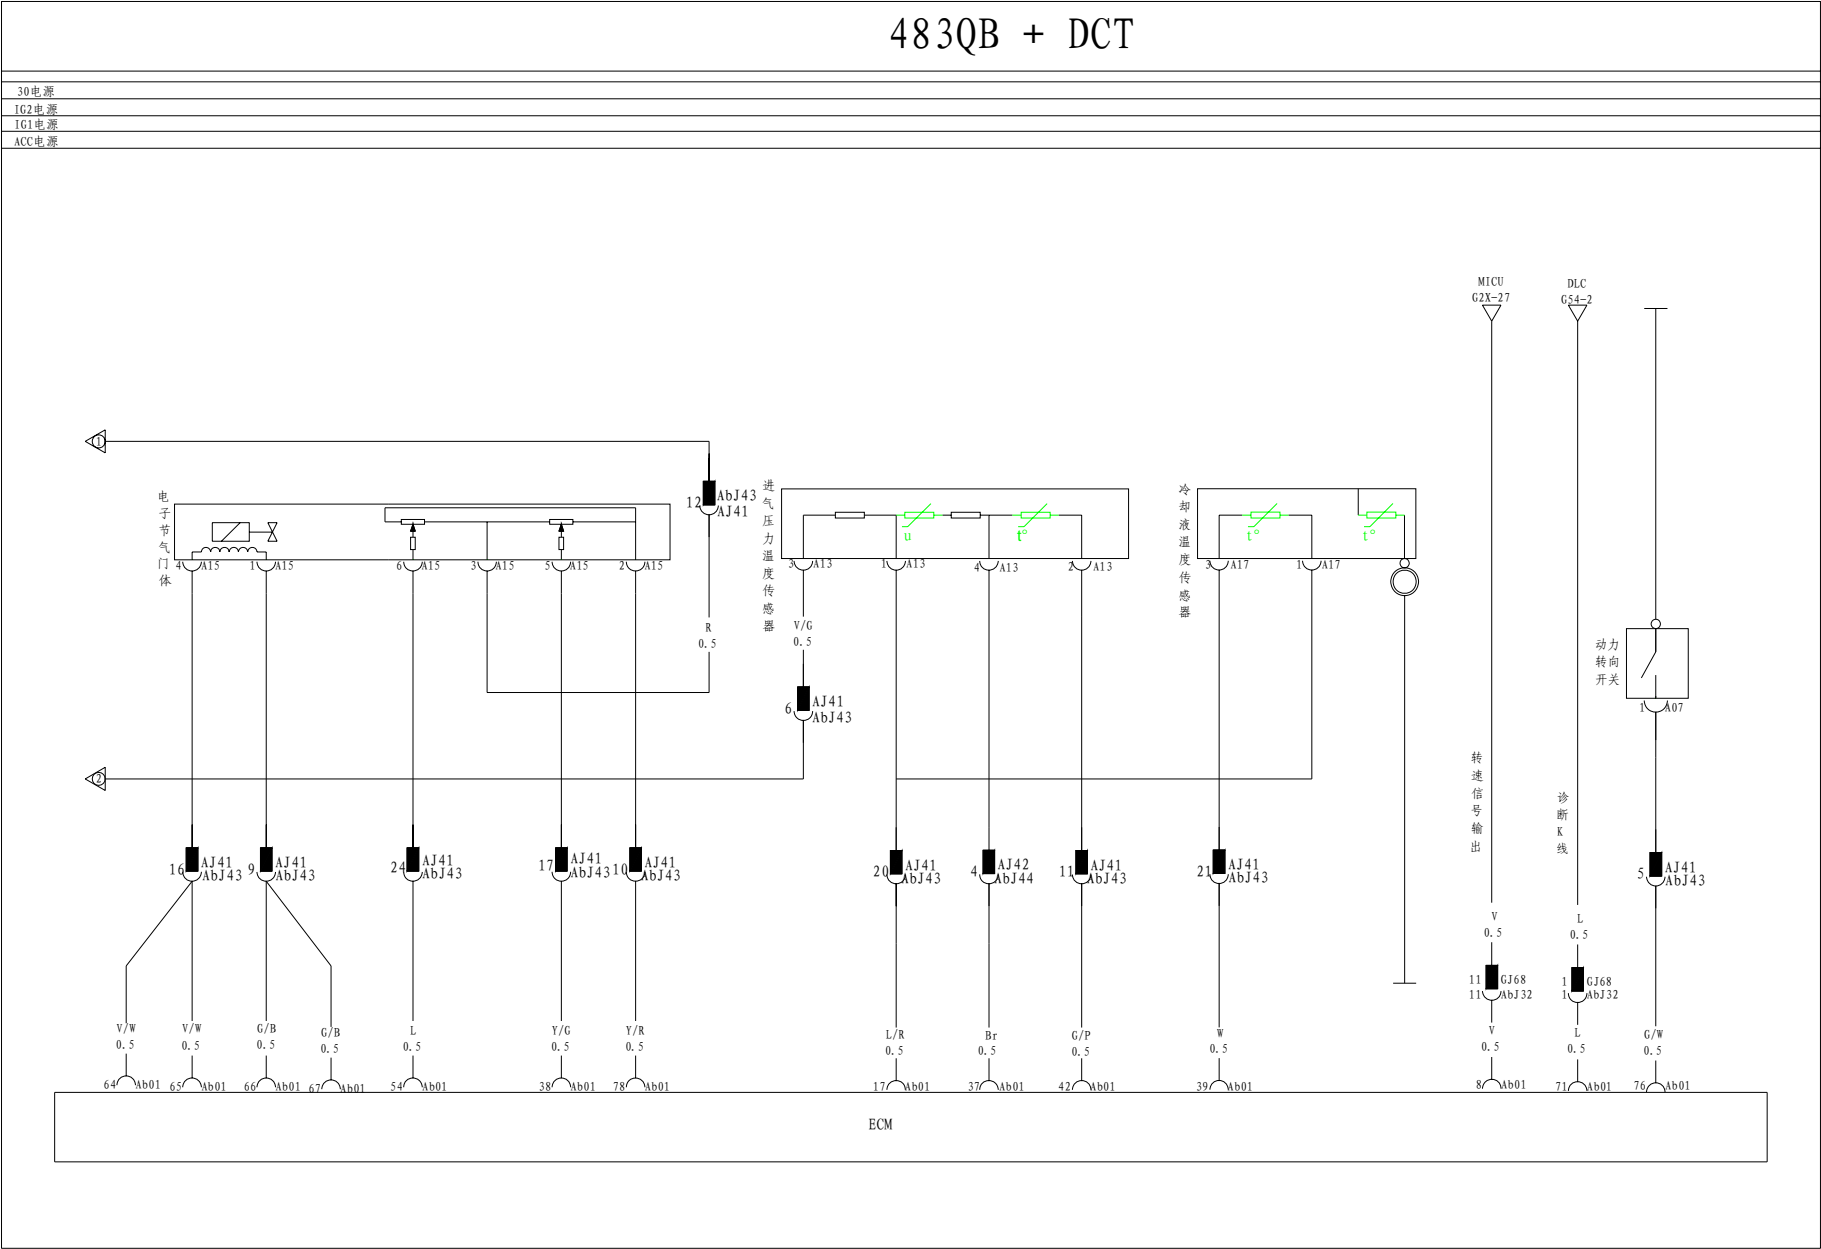 483QB + DCT
30电源
IG2电源
IG1电源
ACC电源
MICU
G2X-27
DLC
G54-2
1
12
AbJ43
AJ41
电子节气门体
4
A15
1
A15
6
A15
3
A15
5
A15
2
A15
进气压力温度传感器
u
t°
3
A13
1
A13
4
A13
2
A13
冷却液温度传感器
t°
t°
3
A17
1
A17
R
0.5
V/G
0.5
6
AJ41
AbJ43
动力
转向
开关
1
A07
2
转速信号输出
诊断K线
16
AJ41
AbJ43
9
AJ41
AbJ43
24
AJ41
AbJ43
17
AJ41
AbJ43
10
AJ41
AbJ43
20
AJ41
AbJ43
4
AJ42
AbJ44
11
AJ41
AbJ43
21
AJ41
AbJ43
5
AJ41
AbJ43
V
0.5
L
0.5
11
GJ68
11
AbJ32
1
GJ68
1
AbJ32
V/W
0.5
V/W
0.5
G/B
0.5
G/B
0.5
L
0.5
Y/G
0.5
Y/R
0.5
L/R
0.5
Br
0.5
G/P
0.5
W
0.5
V
0.5
L
0.5
G/W
0.5
64
Ab01
65
Ab01
66
Ab01
67
Ab01
54
Ab01
38
Ab01
78
Ab01
17
Ab01
37
Ab01
42
Ab01
39
Ab01
8
Ab01
71
Ab01
76
Ab01
ECM